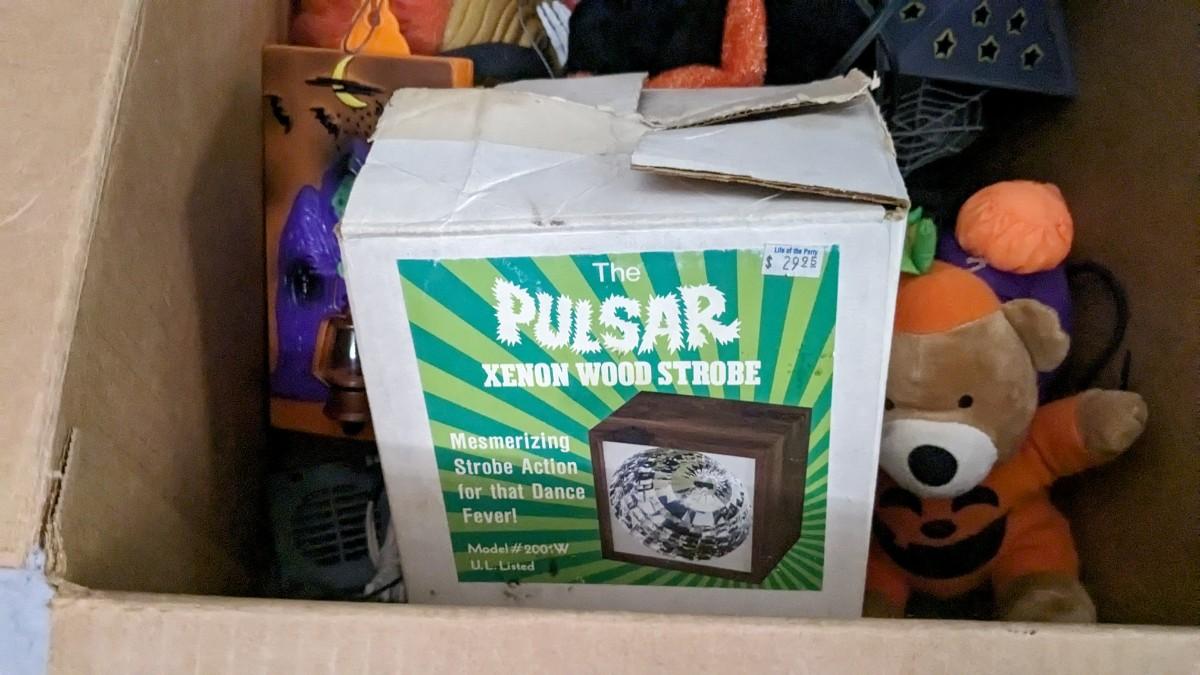 Life of the Party
$ 29.25
The
PULSAR
XENON WOOD STROBE
Mesmerizing
Strobe Action
for that Dance
Fever!
Model #2001W
U.L. Listed